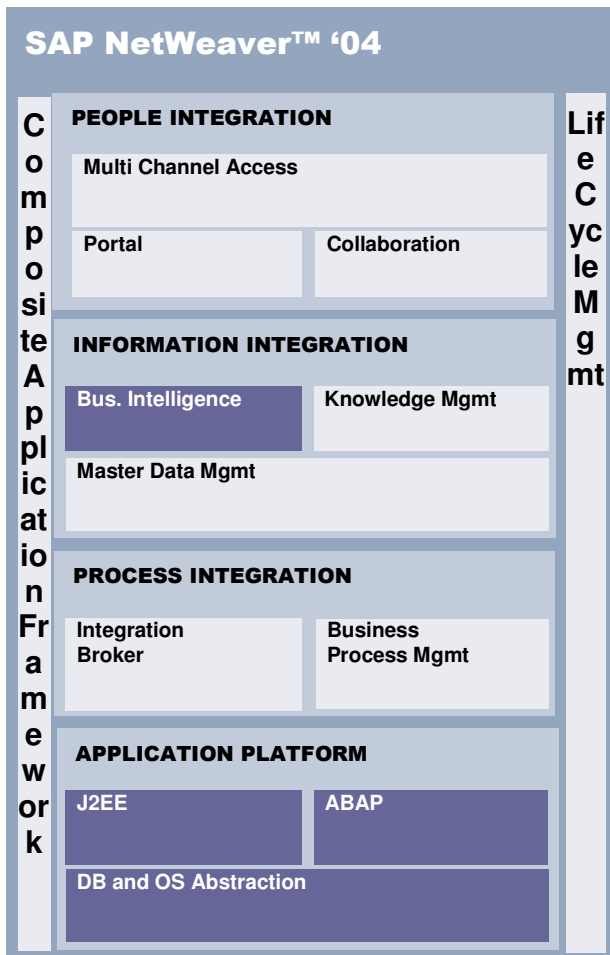 SAP NetWeaver™ ‘04
C
o
m
p
o
si
te
A
p
pl
ic
at
io
n
Fr
a
m
e
w
or
k
PEOPLE INTEGRATION
Multi Channel Access
Portal
Collaboration
INFORMATION INTEGRATION
Bus. Intelligence
Knowledge Mgmt
Master Data Mgmt
PROCESS INTEGRATION
Integration
Broker
Business
Process Mgmt
APPLICATION PLATFORM
J2EE
ABAP
DB and OS Abstraction
Lif
e
C
yc
le
M
g
mt